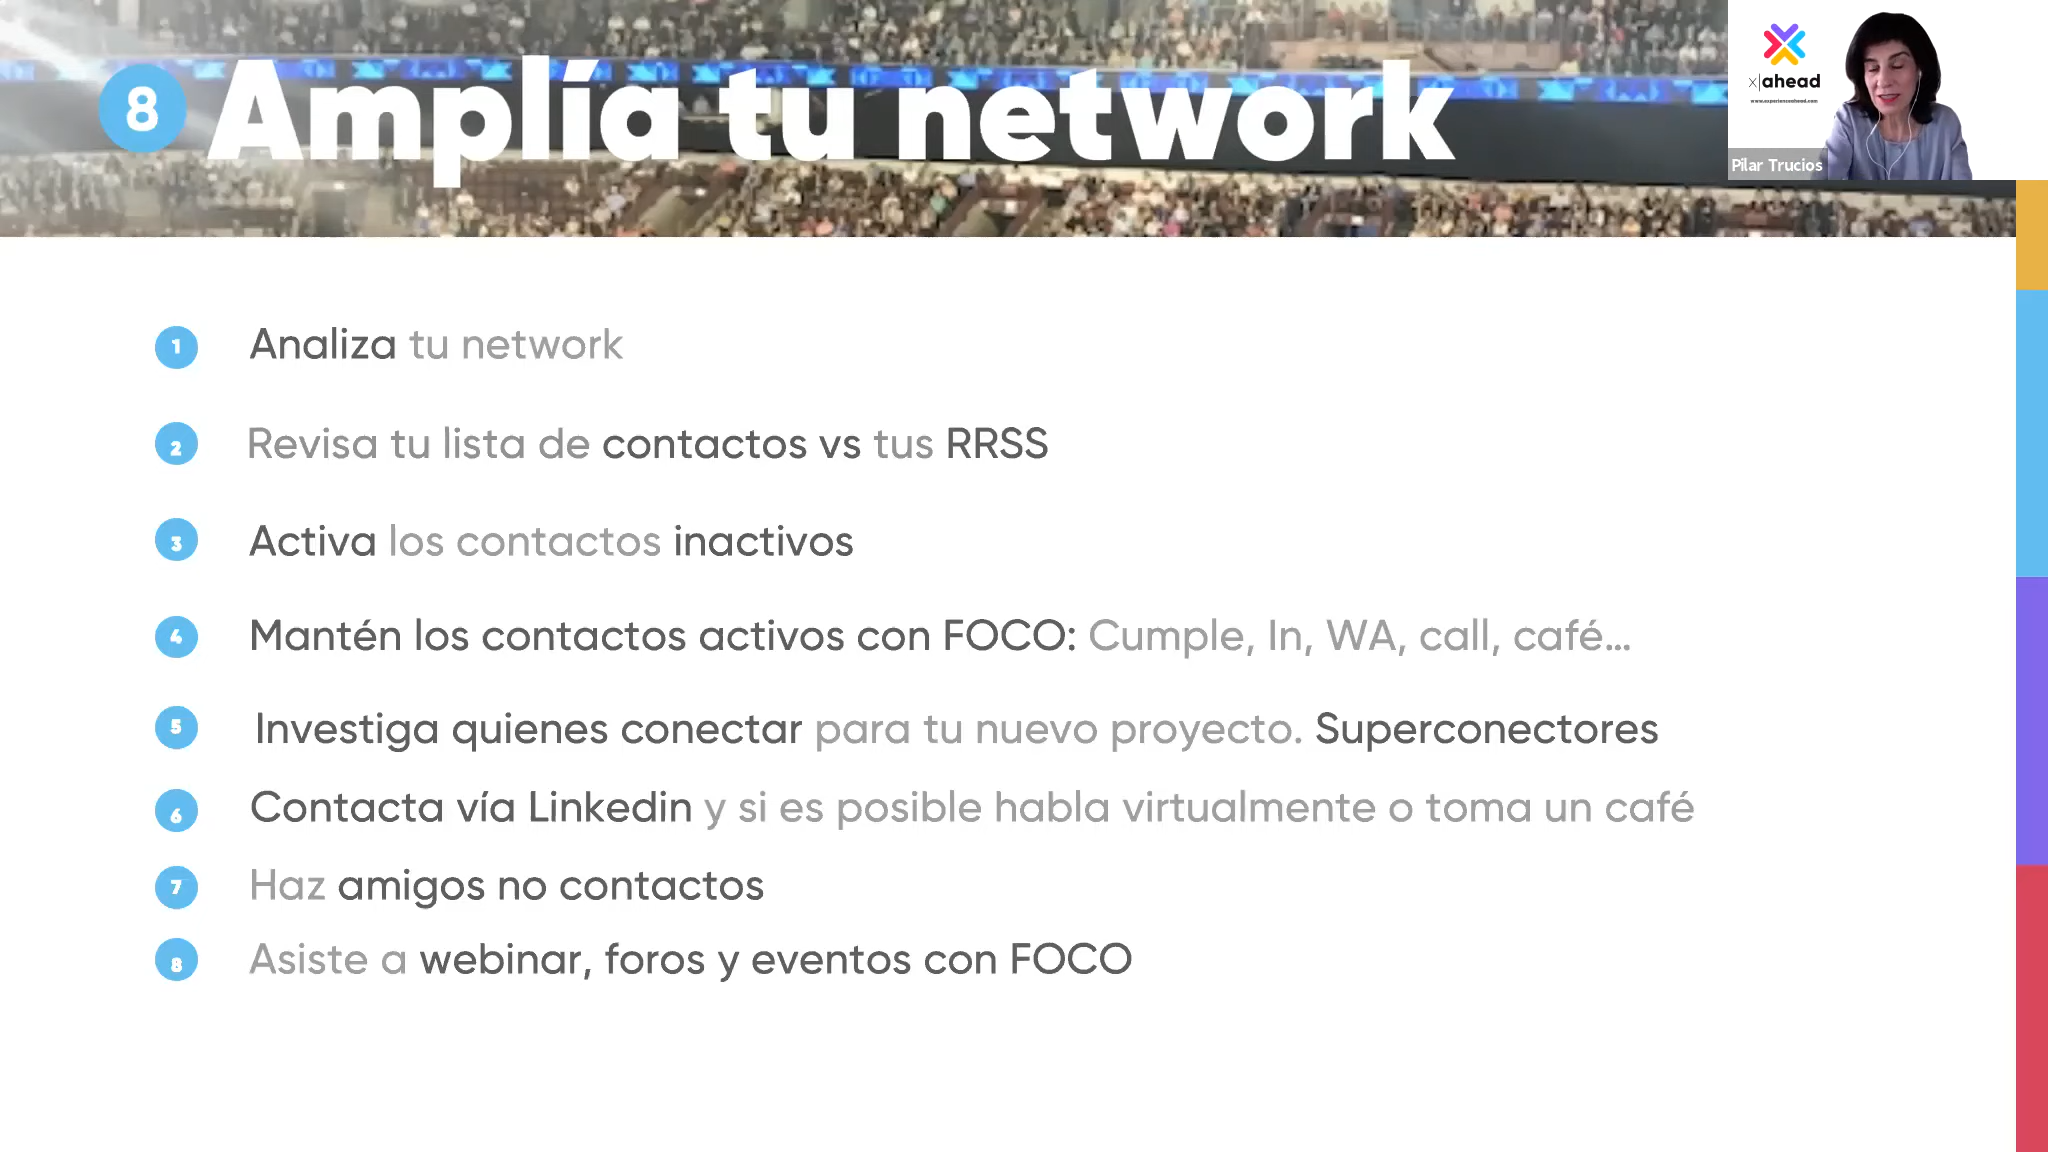 8 Amplía tu network
x|ahead
www.experienceahead.com
Pilar Trucios
1 Analiza tu network
2 Revisa tu lista de contactos vs tus RRSS
3 Activa los contactos inactivos
4 Mantén los contactos activos con FOCO: Cumple, In, WA, call, café...
5 Investiga quienes conectar para tu nuevo proyecto. Superconectores
6 Contacta vía Linkedin y si es posible habla virtualmente o toma un café
7 Haz amigos no contactos
8 Asiste a webinar, foros y eventos con FOCO